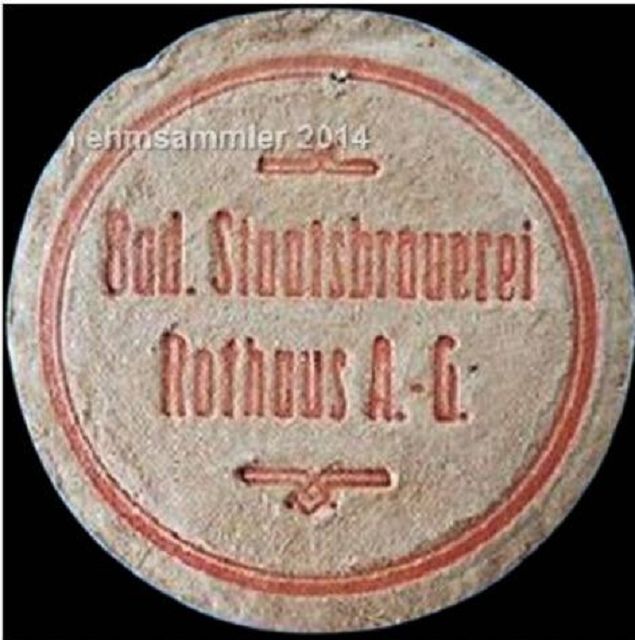 ehmsammler 2014
Bad. Staatsbrauerei
Rothaus A.-G.